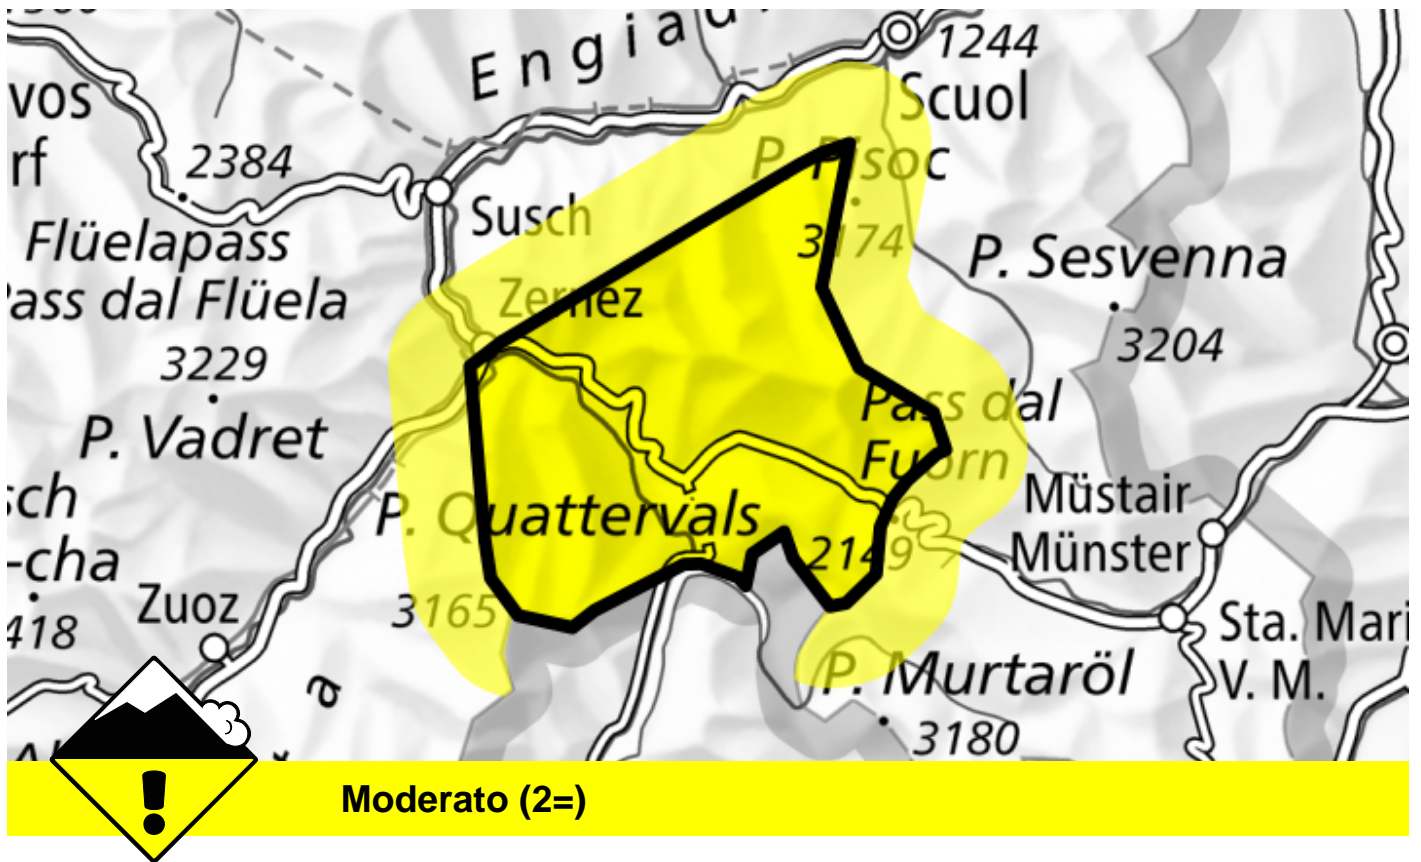 Engiad
1244
Scuol
vos
rf
2384
P. Pisoc
3174
Susch
Flüelapass
Pass dal Flüela
Zernez
P. Sesvenna
3204
3229
P. Vadret
Pass dal
Fuorn
2149
sch
-cha
418
P. Quattervals
3165
Müstair
Münster
Zuoz
Sta. Mari
V. M.
a
P. Murtaröl
3180
Moderato (2=)